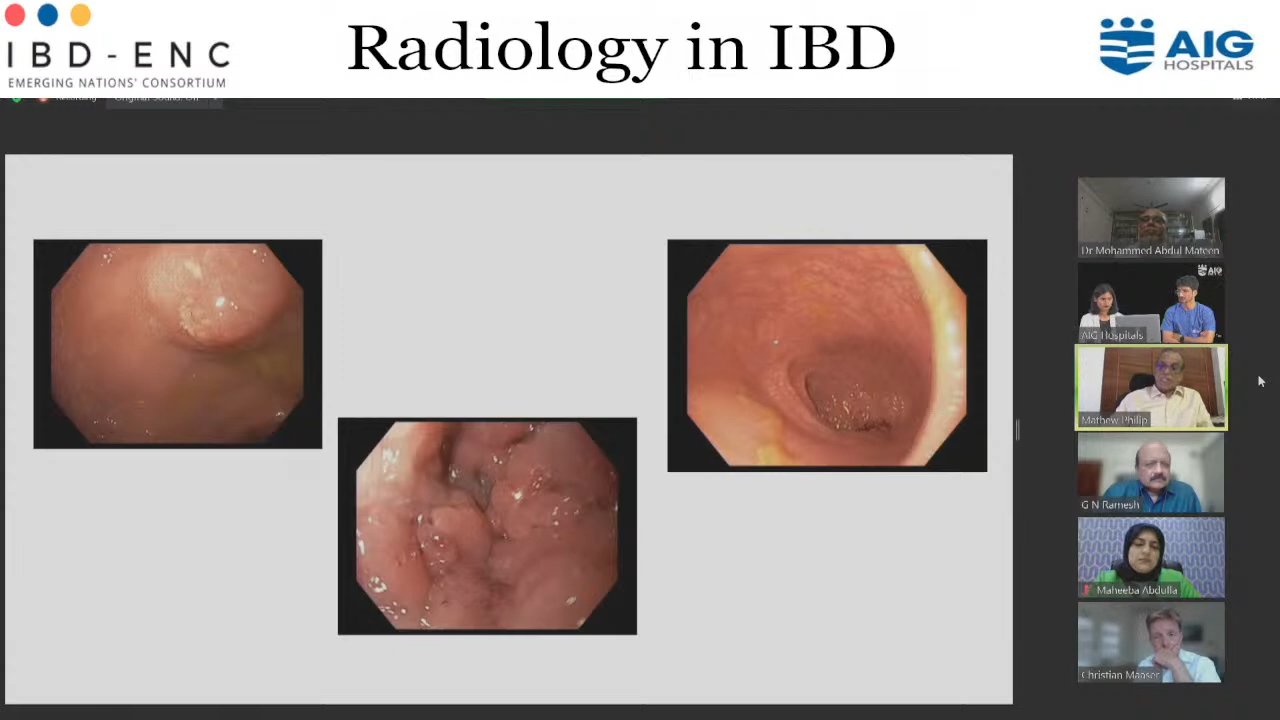 IBD-ENC
EMERGING NATIONS' CONSORTIUM
Radiology in IBD
AIG
HOSPITALS
Dr Mohammed Abdul Mateen
AIG
AIG Hospitals
Mathew Philip
G N Ramesh
Maheeba Abdulla
Christian Maaser